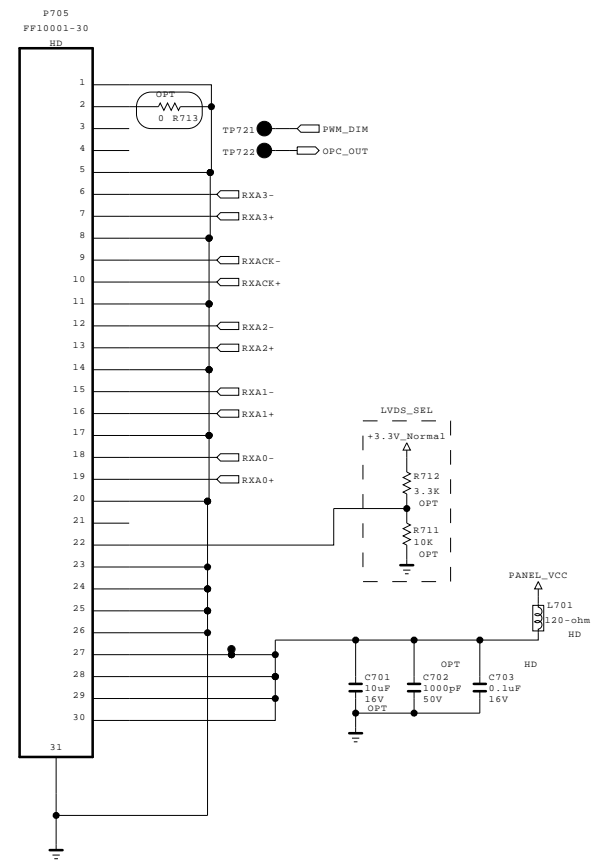 P705
FF10001-30
HD
1
OPT
2
0 R713
3
TP721
PWM_DIM
4
TP722
OPC_OUT
5
6
RXA3-
7
RXA3+
8
9
RXACK-
10
RXACK+
11
12
RXA2-
13
RXA2+
14
15
RXA1-
16
RXA1+
17
18
RXA0-
19
RXA0+
20
21
22
23
24
25
26
27
28
29
30
31
LVDS_SEL
+3.3V_Normal
R712
3.3K
OPT
R711
10K
OPT
PANEL_VCC
L701
120-ohm
HD
C701
10uF
16V
OPT
OPT
C702
1000pF
50V
HD
C703
0.1uF
16V